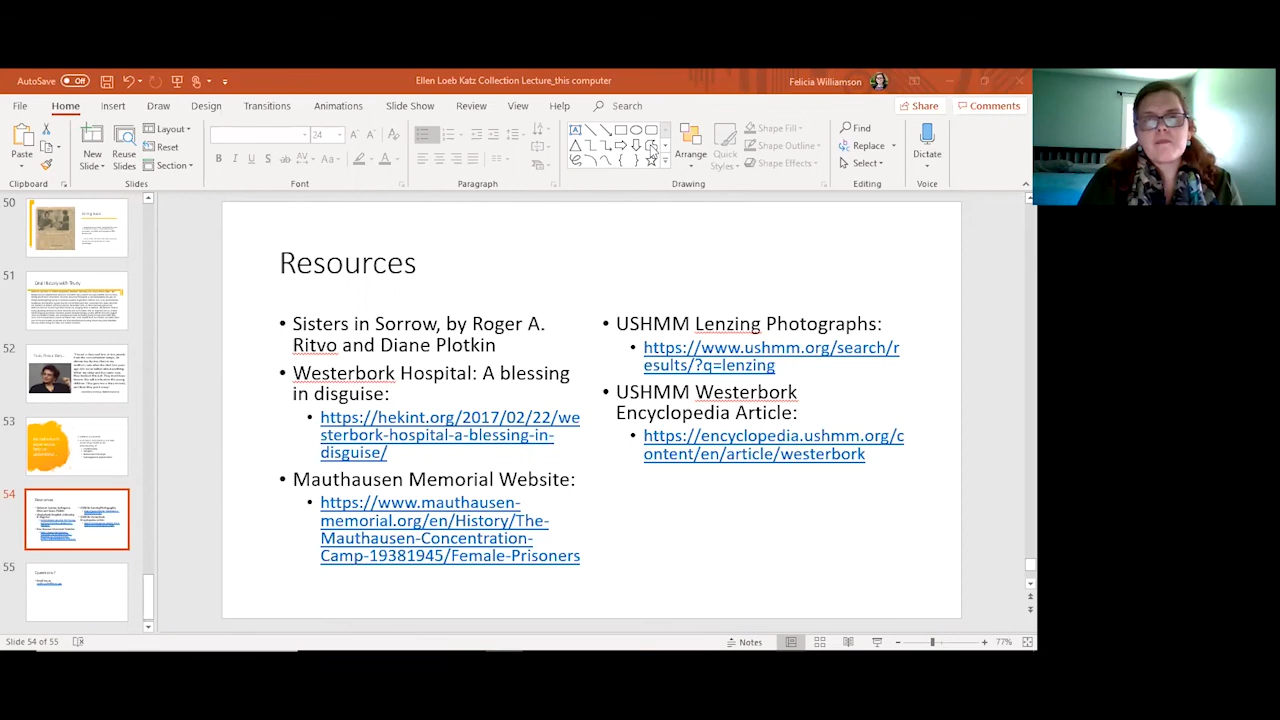 AutoSave Off
Ellen Loeb Katz Collection Lecture_this computer
Felicia Williamson
File Home Insert Draw Design Transitions Animations Slide Show Review View Help Search
Share Comments
Paste
New
Slides
Reuse
Slides
Layout
Reset
Section
24
Arrange
Quick
Styles
Shape Fill
Shape Outline
Shape Effects
Find
Replace
Select
Dictate
Clipboard Slides Font Paragraph Drawing Editing Voice
50
51
Oral History with Trudy
52
53
54
55
Resources
• Sisters in Sorrow, by Roger A.
Ritvo and Diane Plotkin
• Westerbork Hospital: A blessing
in disguise:
• https://hekint.org/2017/02/22/we
sterbork-hospital-a-blessing-in-
disguise/
• Mauthausen Memorial Website:
• https://www.mauthausen-
memorial.org/en/History/The-
Mauthausen-Concentration-
Camp-19381945/Female-Prisoners
• USHMM Lenzing Photographs:
• https://www.ushmm.org/search/r
esults/?q=lenzing
• USHMM Westerbork
Encyclopedia Article:
• https://encyclopedia.ushmm.org/c
ontent/en/article/westerbork
Slide 54 of 55
Notes
77%